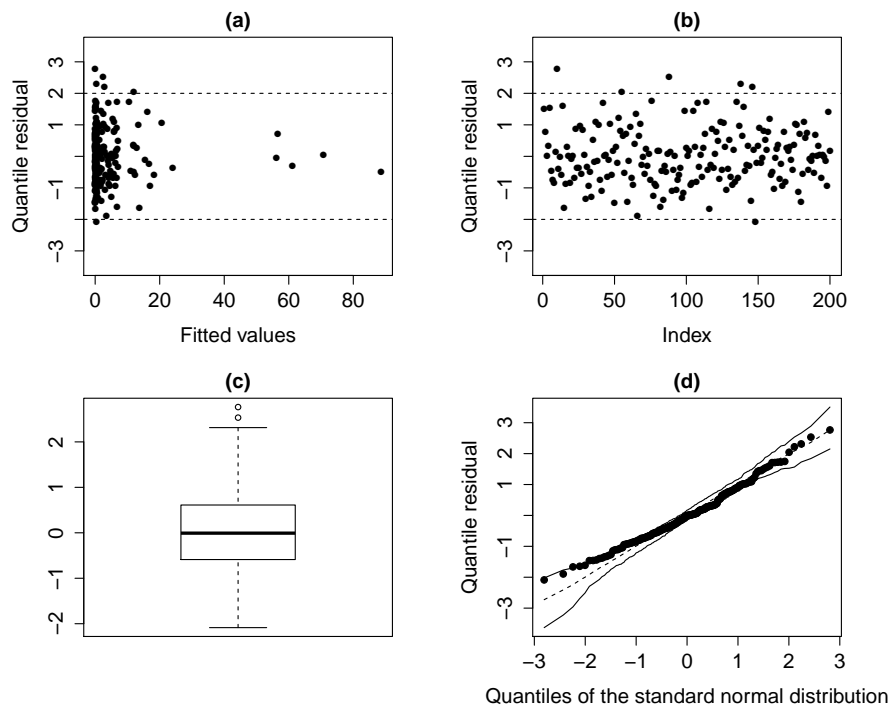 (a)
Quantile residual
3
2
1
−1
−3
0 20 40 60 80
Fitted values
(b)
Quantile residual
3
2
1
−1
−3
0 50 100 150 200
Index
(c)
2
1
0
−1
−2
(d)
Quantile residual
3
2
1
−1
−3
−3 −2 −1 0 1 2 3
Quantiles of the standard normal distribution